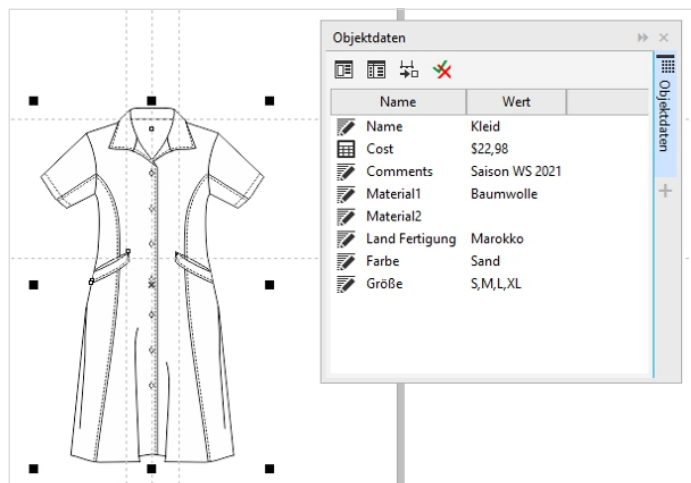 Objektdaten
Objektdaten
Name Wert
Name Kleid
Cost $22,98
Comments Saison WS 2021
Material1 Baumwolle
Material2
Land Fertigung Marokko
Farbe Sand
Größe S,M,L,XL